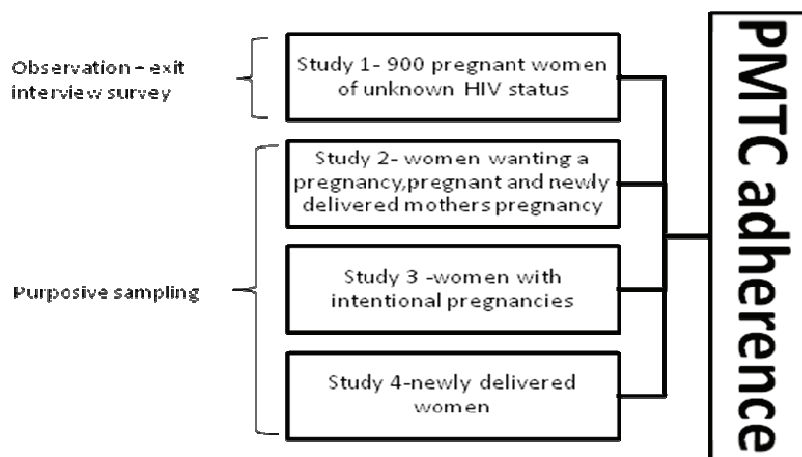 Observation – exit
interview survey
Study 1- 900 pregnant women
of unknown HIV status
Study 2- women wanting a
pregnancy,pregnant and newly
delivered mothers pregnancy
Purposive sampling
Study 3 -women with
intentional pregnancies
Study 4-newly delivered
women
PMTC adherence